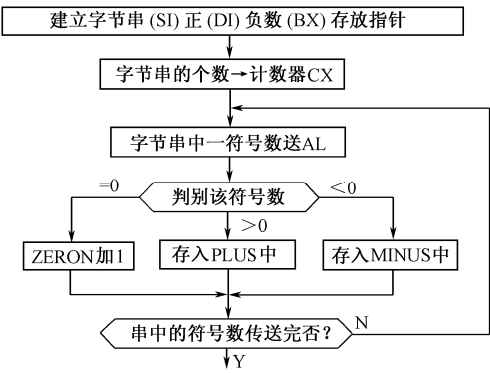 建立字节串(SI)正(DI)负数(BX)存放指针
字节串的个数→计数器CX
字节串中一符号数送AL
=0
判别该符号数
<0
>0
ZERON加1
存入PLUS中
存入MINUS中
串中的符号数传送完否?
N
Y